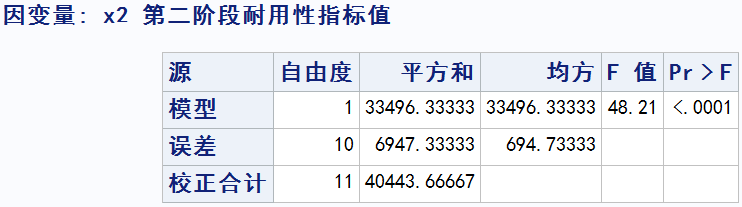 因变量: x2 第二阶段耐用性指标值
源 自由度 平方和 均方 F 值 Pr > F
模型 1 33496.33333 33496.33333 48.21 <.0001
误差 10 6947.33333 694.73333
校正合计 11 40443.66667